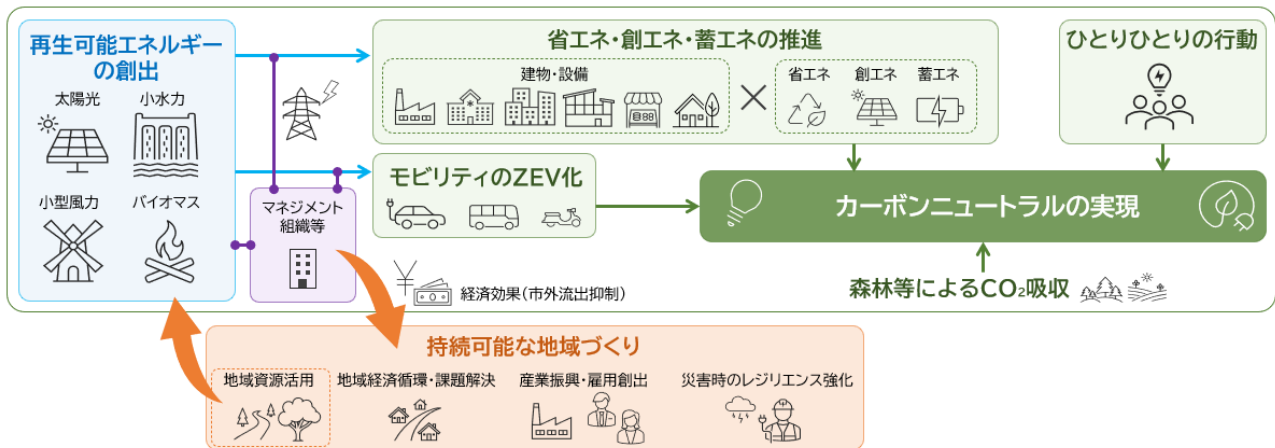 再生可能エネルギー
の創出
太陽光
小水力
小型風力
バイオマス
マネジメント
組織等
省エネ・創エネ・蓄エネの推進
建物・設備
省エネ
創エネ
蓄エネ
モビリティのZEV化
ひとりひとりの行動
カーボンニュートラルの実現
森林等によるCO₂吸収
経済効果(市外流出抑制)
持続可能な地域づくり
地域資源活用
地域経済循環・課題解決
産業振興・雇用創出
災害時のレジリエンス強化